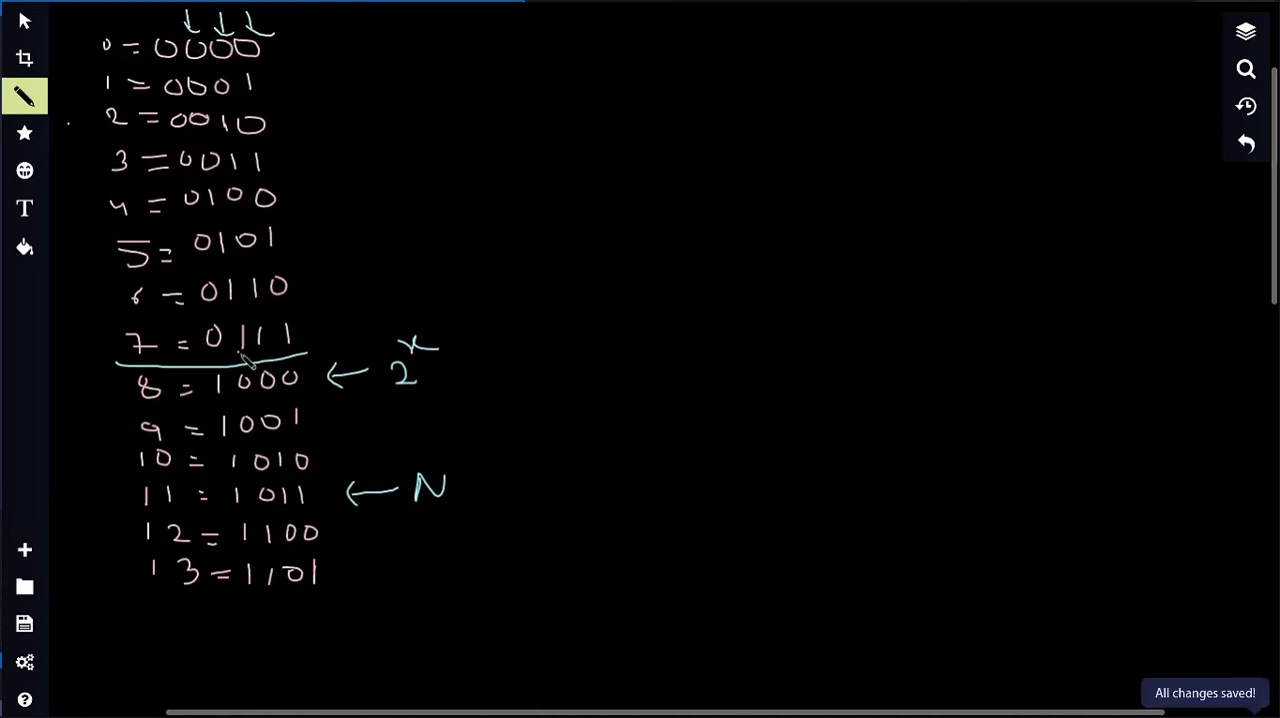 0 = 0000
1 = 0001
2 = 0010
3 = 0011
4 = 0100
5 = 0101
6 = 0110
7 = 0111
8 = 1000 ← 2^x
9 = 1001
10 = 1010
11 = 1011 ← N
12 = 1100
13 = 1101
T
?
All changes saved!